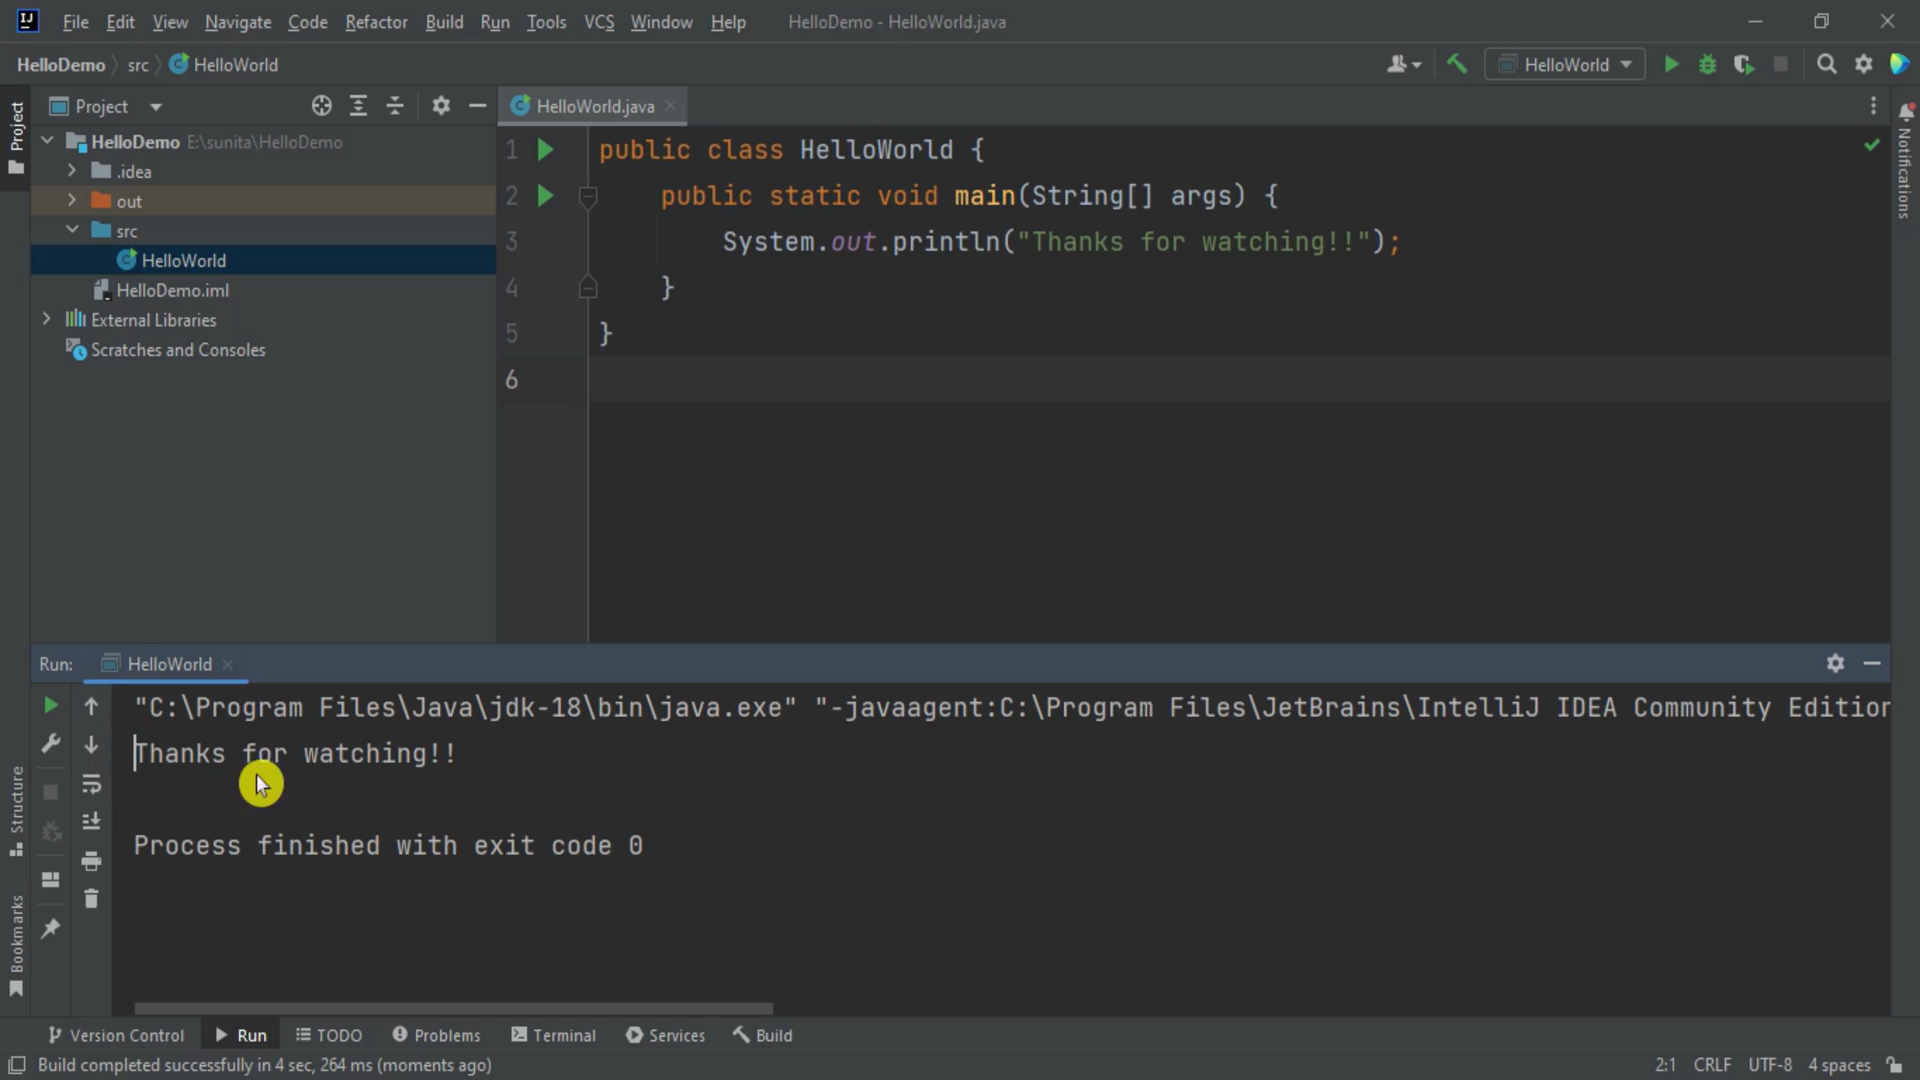 IJ File Edit View Navigate Code Refactor Build Run Tools VCS Window Help HelloDemo - HelloWorld.java
HelloDemo src HelloWorld
HelloWorld
Project
HelloWorld.java
Project
HelloDemo E:\sunita\HelloDemo
.idea
out
src
HelloWorld
HelloDemo.iml
External Libraries
Scratches and Consoles
1 public class HelloWorld {
2 public static void main(String[] args) {
3 System.out.println("Thanks for watching!!");
4 }
5 }
6
Notifications
Run: HelloWorld
"C:\Program Files\Java\jdk-18\bin\java.exe" "-javaagent:C:\Program Files\JetBrains\IntelliJ IDEA Community Edition
Thanks for watching!!
Process finished with exit code 0
Structure
Bookmarks
Version Control Run TODO Problems Terminal Services Build
Build completed successfully in 4 sec, 264 ms (moments ago) 2:1 CRLF UTF-8 4 spaces